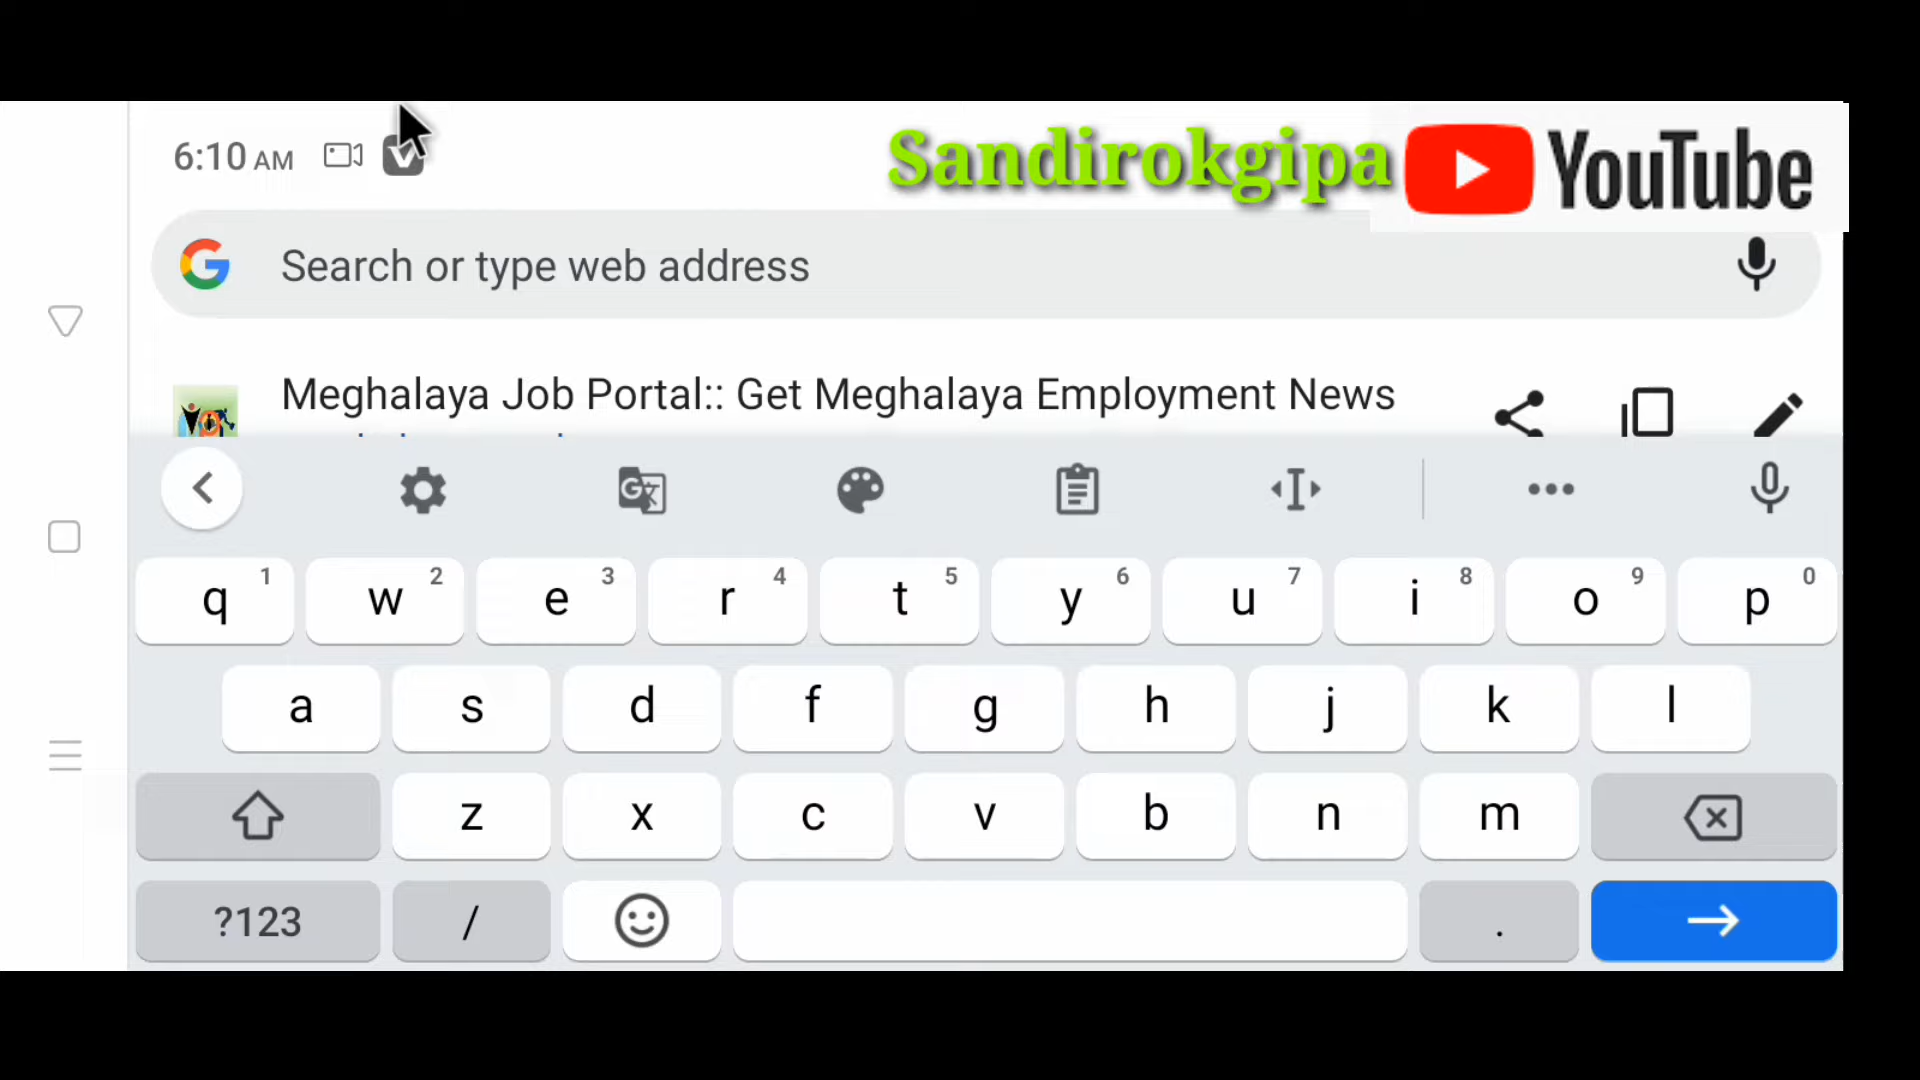 6:10 AM
Sandirokgipa YouTube
Search or type web address
Meghalaya Job Portal:: Get Meghalaya Employment News
q 1 w 2 e 3 r 4 t 5 y 6 u 7 i 8 o 9 p 0
a s d f g h j k l
z x c v b n m
?123 / .